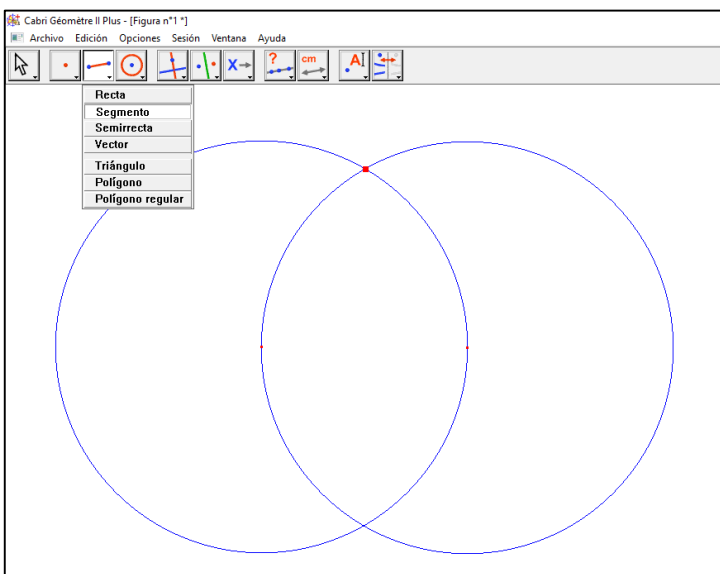 Cabri Géomètre II Plus - [Figura n°1 *]
Archivo Edición Opciones Sesión Ventana Ayuda
X
?
cm
A
Recta
Segmento
Semirrecta
Vector
Triángulo
Polígono
Polígono regular